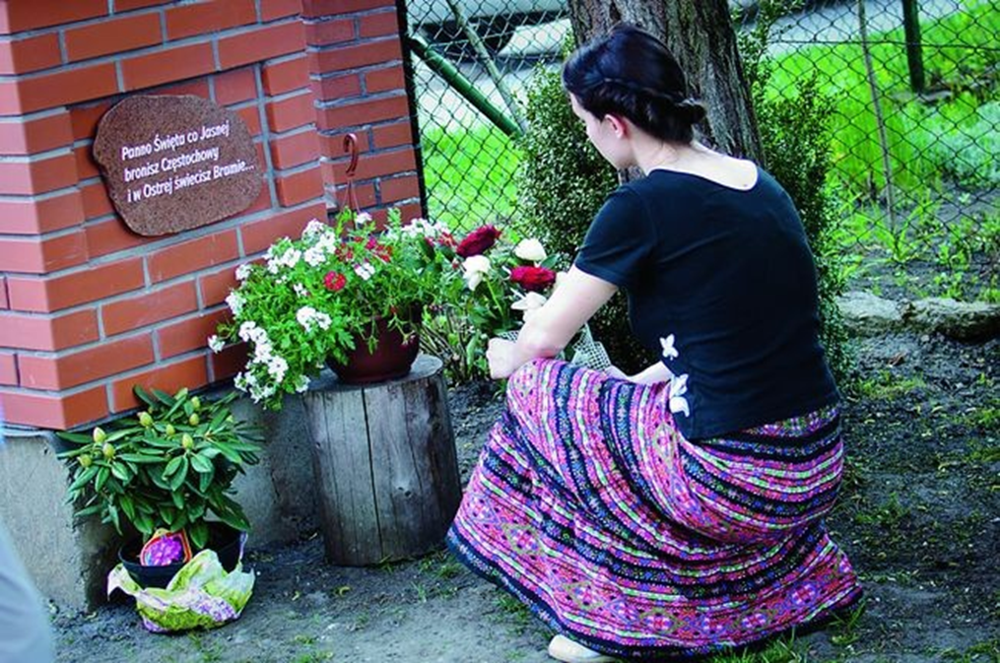 Panno Święta co Jasnej
bronisz Częstochowy
i w Ostrej świecisz Bramie...